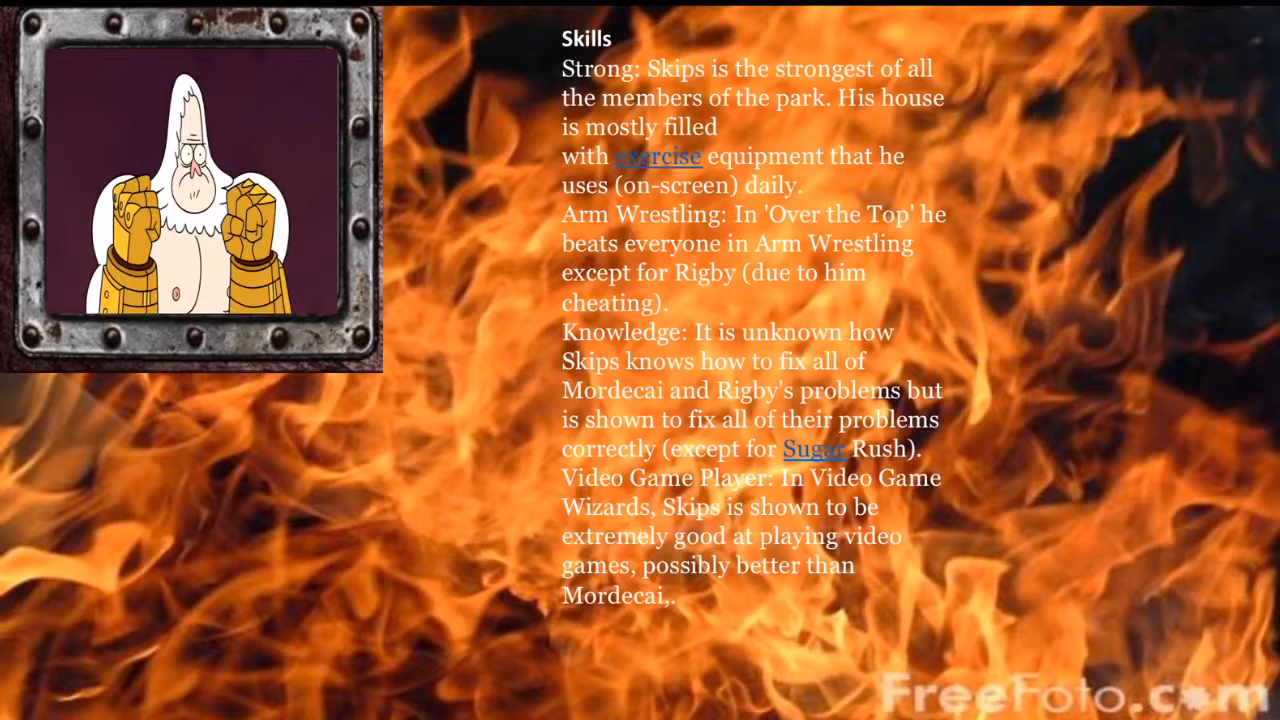 Skills
Strong: Skips is the strongest of all
the members of the park. His house
is mostly filled
with exercise equipment that he
uses (on-screen) daily.
Arm Wrestling: In 'Over the Top' he
beats everyone in Arm Wrestling
except for Rigby (due to him
cheating).
Knowledge: It is unknown how
Skips knows how to fix all of
Mordecai and Rigby's problems but
is shown to fix all of their problems
correctly (except for Sugar Rush).
Video Game Player: In Video Game
Wizards, Skips is shown to be
extremely good at playing video
games, possibly better than
Mordecai,.
FreeFoto.com